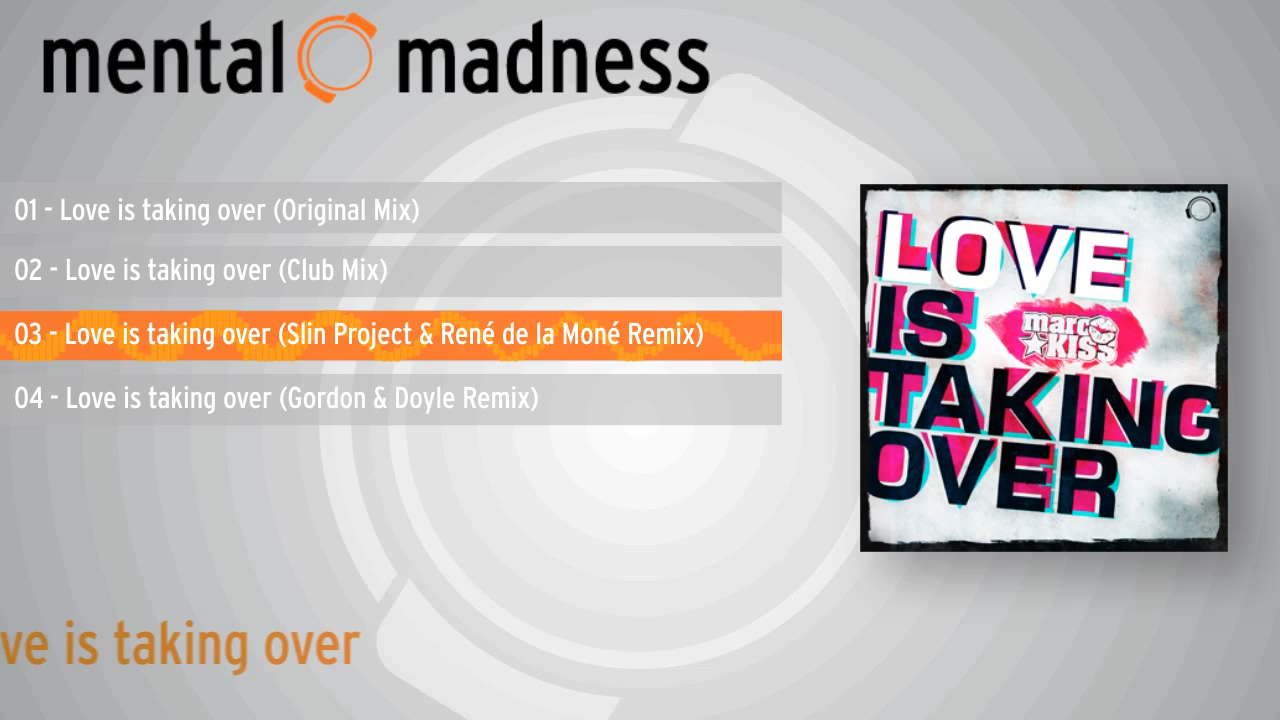 mental madness
01 - Love is taking over (Original Mix)
02 - Love is taking over (Club Mix)
03 - Love is taking over (Slin Project & René de la Moné Remix)
04 - Love is taking over (Gordon & Doyle Remix)
LOVE
IS
marco
KISS
TAKING
OVER
ve is taking over